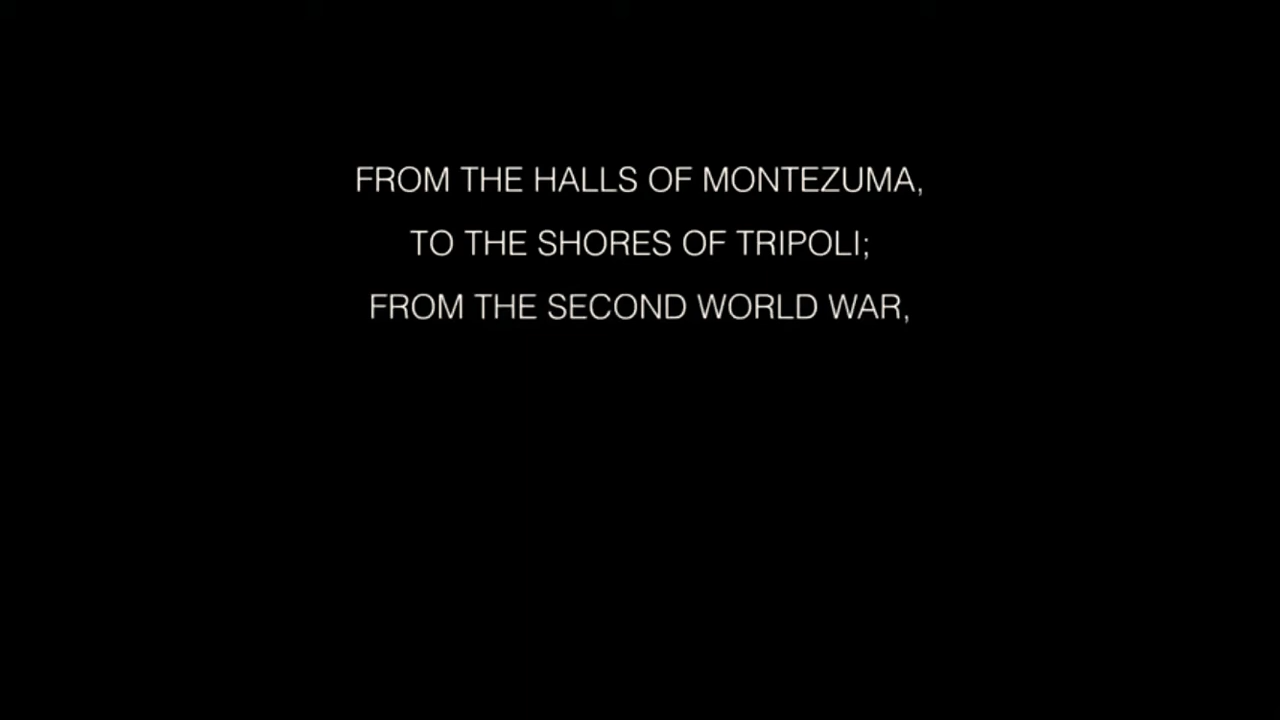 FROM THE HALLS OF MONTEZUMA,
TO THE SHORES OF TRIPOLI;
FROM THE SECOND WORLD WAR,